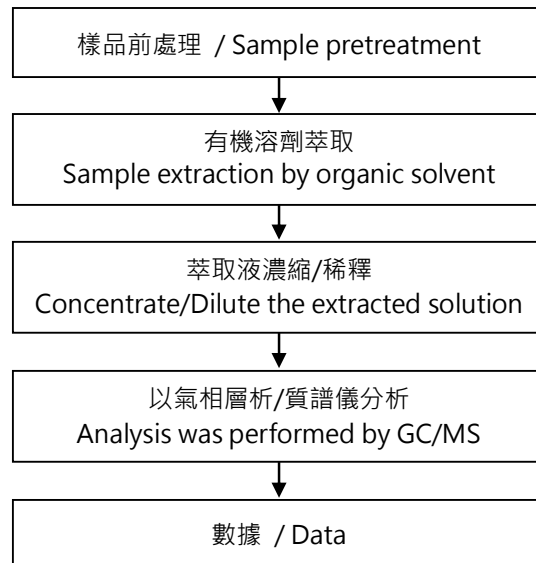 樣品前處理 / Sample pretreatment
有機溶劑萃取
Sample extraction by organic solvent
萃取液濃縮/稀釋
Concentrate/Dilute the extracted solution
以氣相層析/質譜儀分析
Analysis was performed by GC/MS
數據 / Data